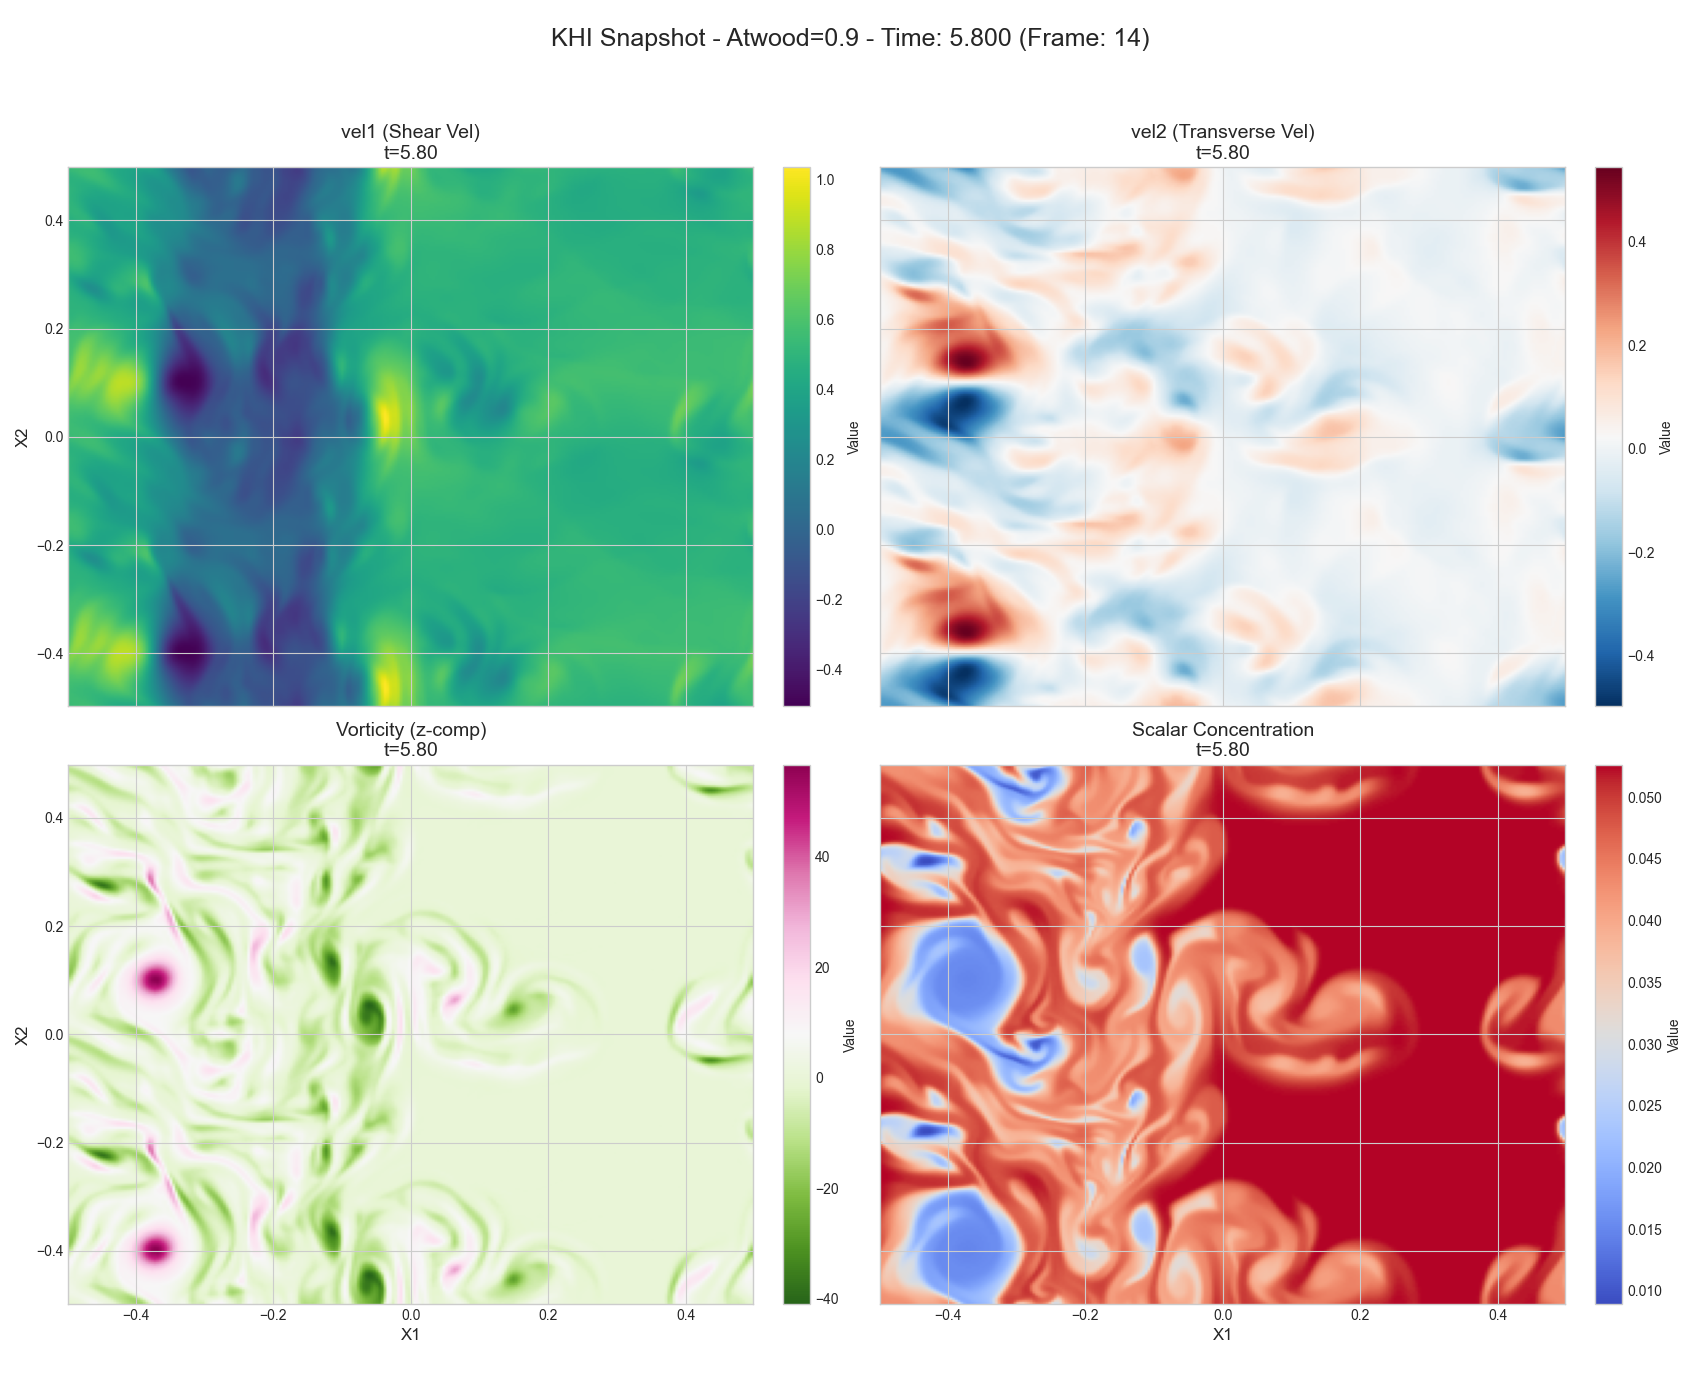 KHI Snapshot - Atwood=0.9 - Time: 5.800 (Frame: 14)
vel1 (Shear Vel)
t=5.80
X2
0.4
0.2
0.0
−0.2
−0.4
1.0
0.8
0.6
0.4
0.2
0.0
−0.2
−0.4
Value
vel2 (Transverse Vel)
t=5.80
0.4
0.2
0.0
−0.2
−0.4
Value
Vorticity (z-comp)
t=5.80
X2
0.4
0.2
0.0
−0.2
−0.4
−0.4 −0.2 0.0 0.2 0.4
X1
40
20
0
−20
−40
Value
Scalar Concentration
t=5.80
−0.4 −0.2 0.0 0.2 0.4
X1
0.050
0.045
0.040
0.035
0.030
0.025
0.020
0.015
0.010
Value